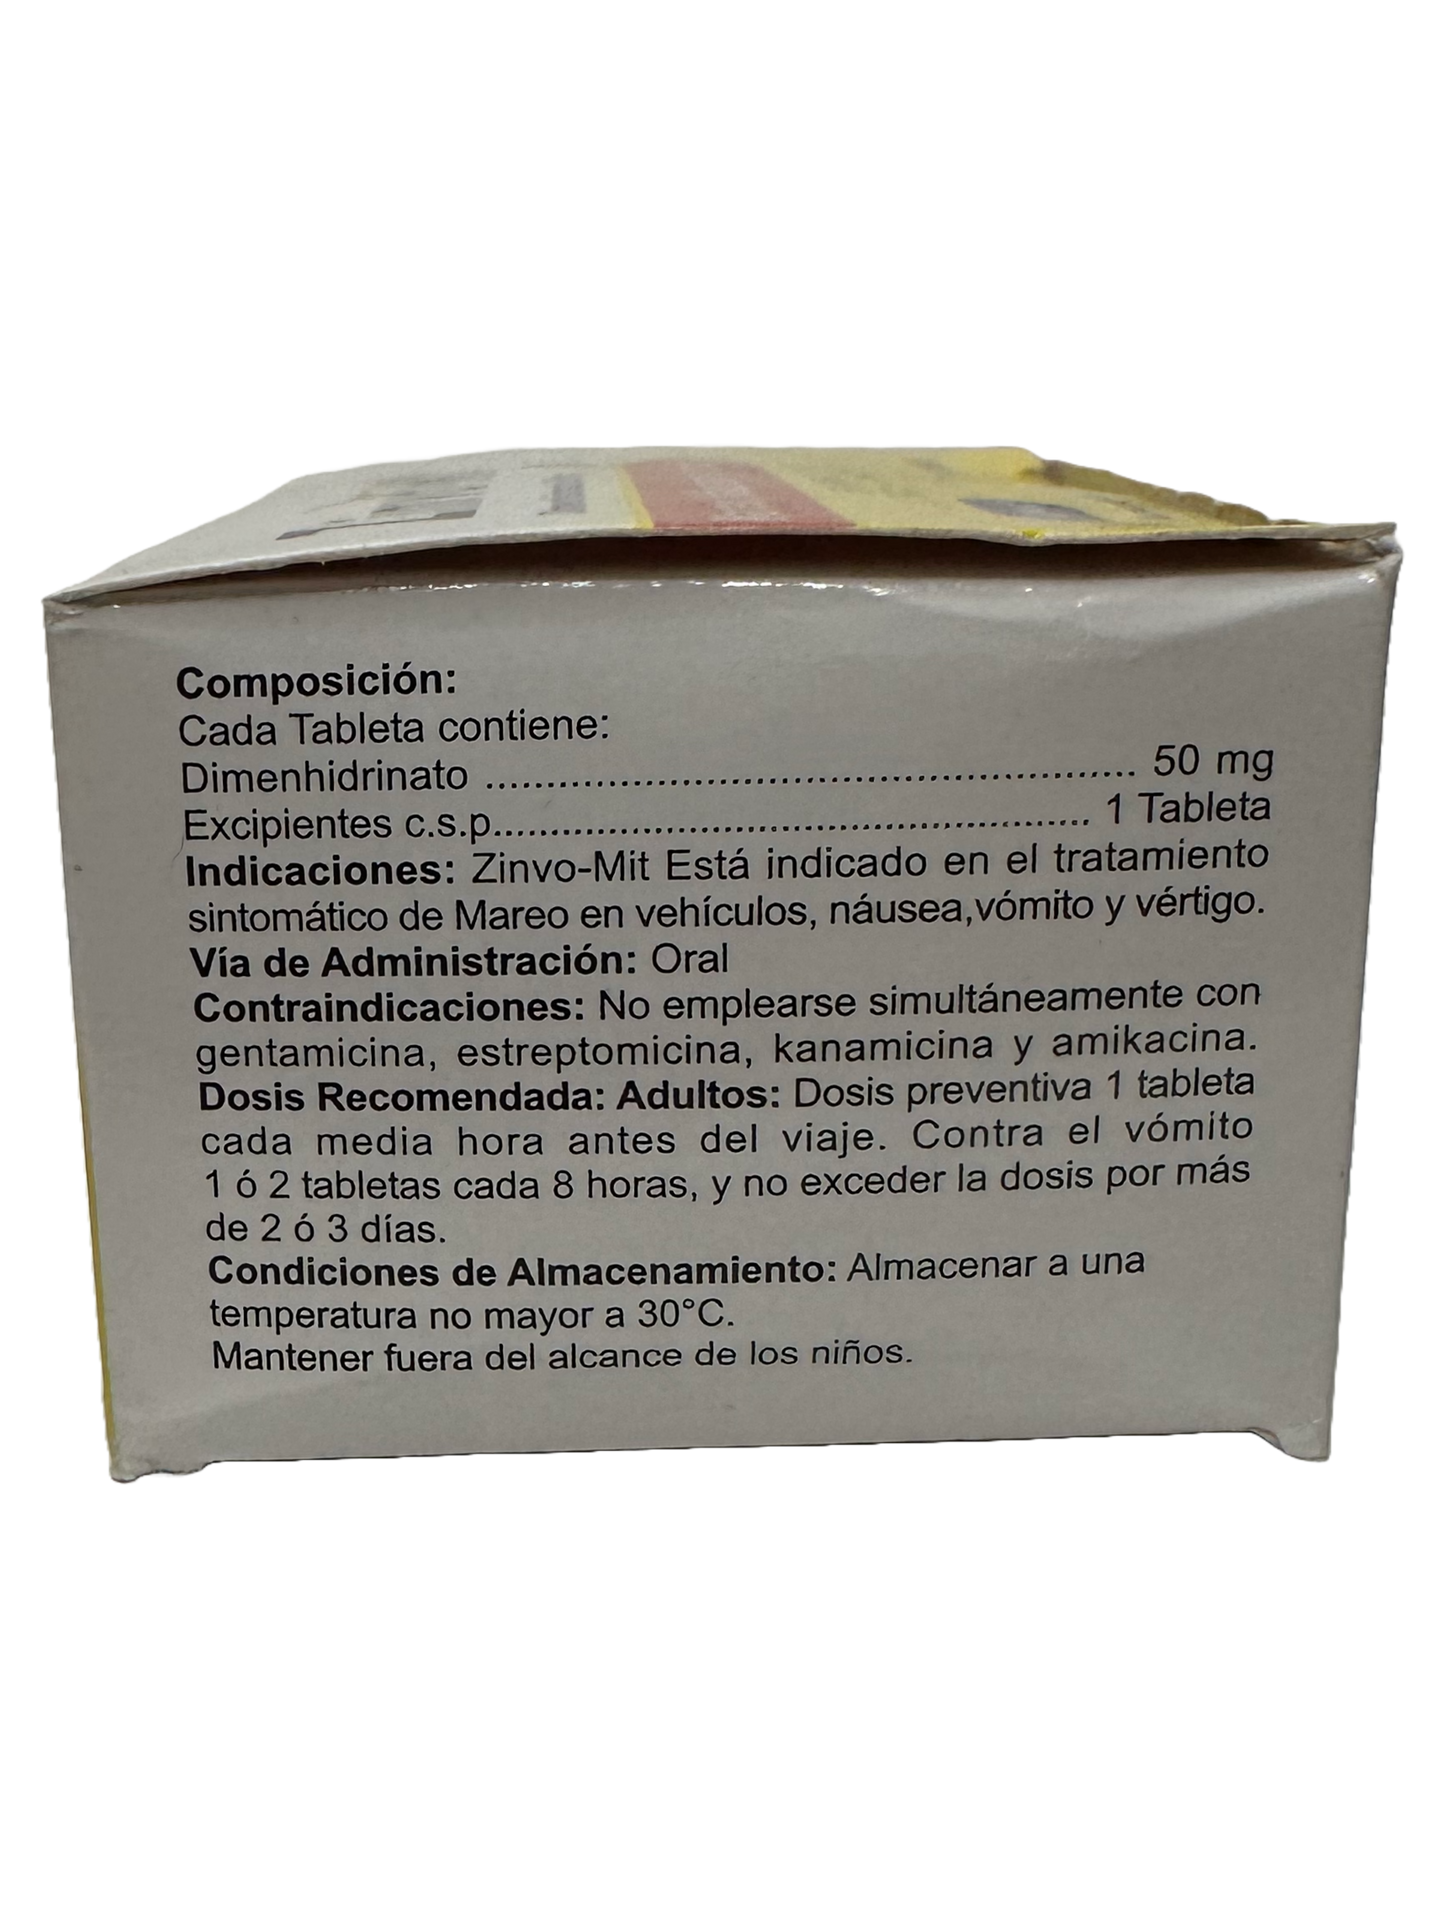 Composición:
Cada Tableta contiene:
Dimenhidrinato ........................................................ 50 mg
Excipientes c.s.p.................................................... 1 Tableta
Indicaciones: Zinvo-Mit Está indicado en el tratamiento
sintomático de Mareo en vehículos, náusea,vómito y vértigo.
Vía de Administración: Oral
Contraindicaciones: No emplearse simultáneamente con
gentamicina, estreptomicina, kanamicina y amikacina.
Dosis Recomendada: Adultos: Dosis preventiva 1 tableta
cada media hora antes del viaje. Contra el vómito
1 ó 2 tabletas cada 8 horas, y no exceder la dosis por más
de 2 ó 3 días.
Condiciones de Almacenamiento: Almacenar a una
temperatura no mayor a 30°C.
Mantener fuera del alcance de los niños.